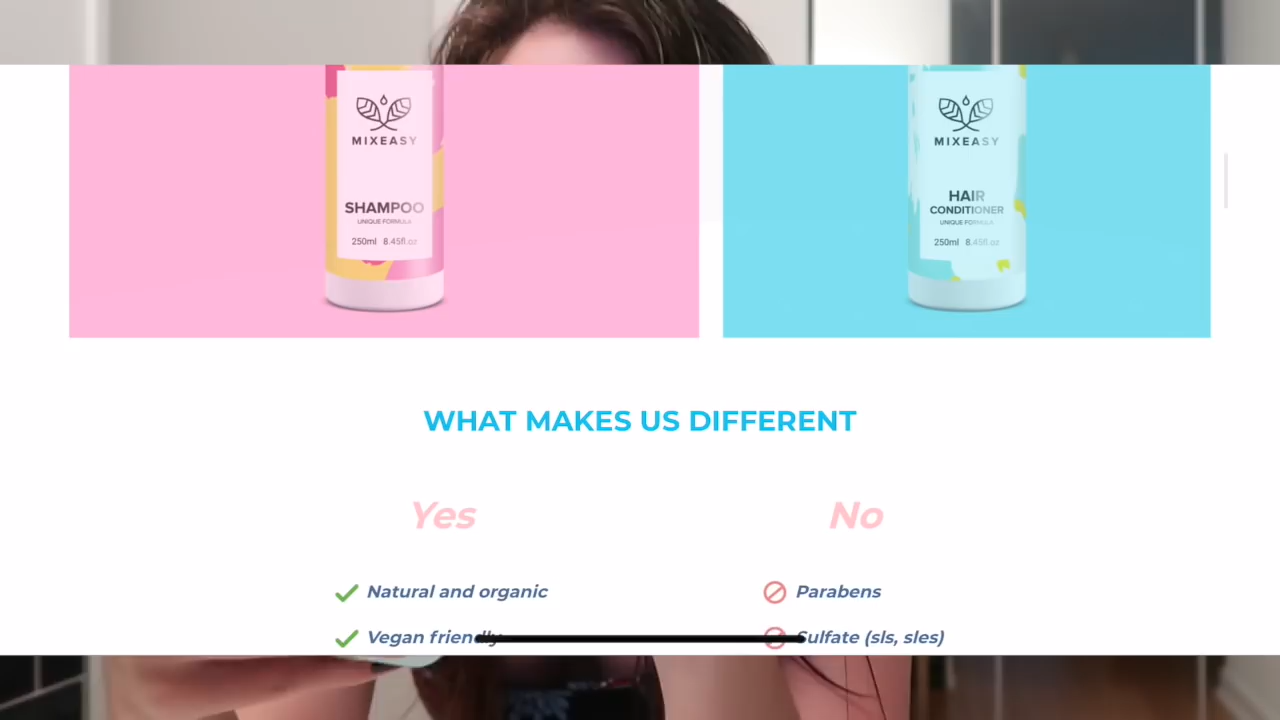 MIXEASY
SHAMPOO
UNIQUE FORMULA
250ml 8.45fl.oz
MIXEASY
HAIR
CONDITIONER
UNIQUE FORMULA
250ml 8.45fl.oz
WHAT MAKES US DIFFERENT
Yes
No
Natural and organic
Parabens
Vegan friendly
Sulfate (sls, sles)